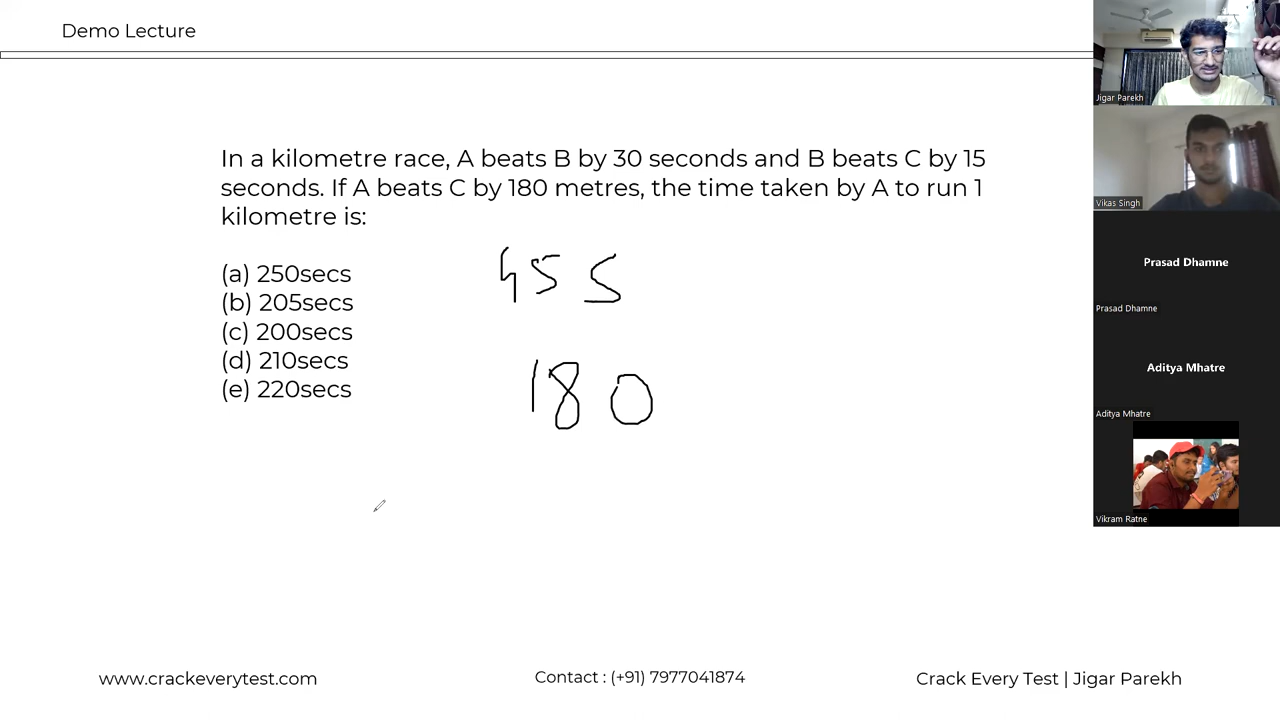 Demo Lecture
In a kilometre race, A beats B by 30 seconds and B beats C by 15
seconds. If A beats C by 180 metres, the time taken by A to run 1
kilometre is:
(a) 250secs
(b) 205secs
(c) 200secs
(d) 210secs
(e) 220secs
45 S
180
Jigar Parekh
Vikas Singh
Prasad Dhamne
Prasad Dhamne
Aditya Mhatre
Aditya Mhatre
Vikram Ratne
www.crackeverytest.com
Contact : (+91) 7977041874
Crack Every Test | Jigar Parekh